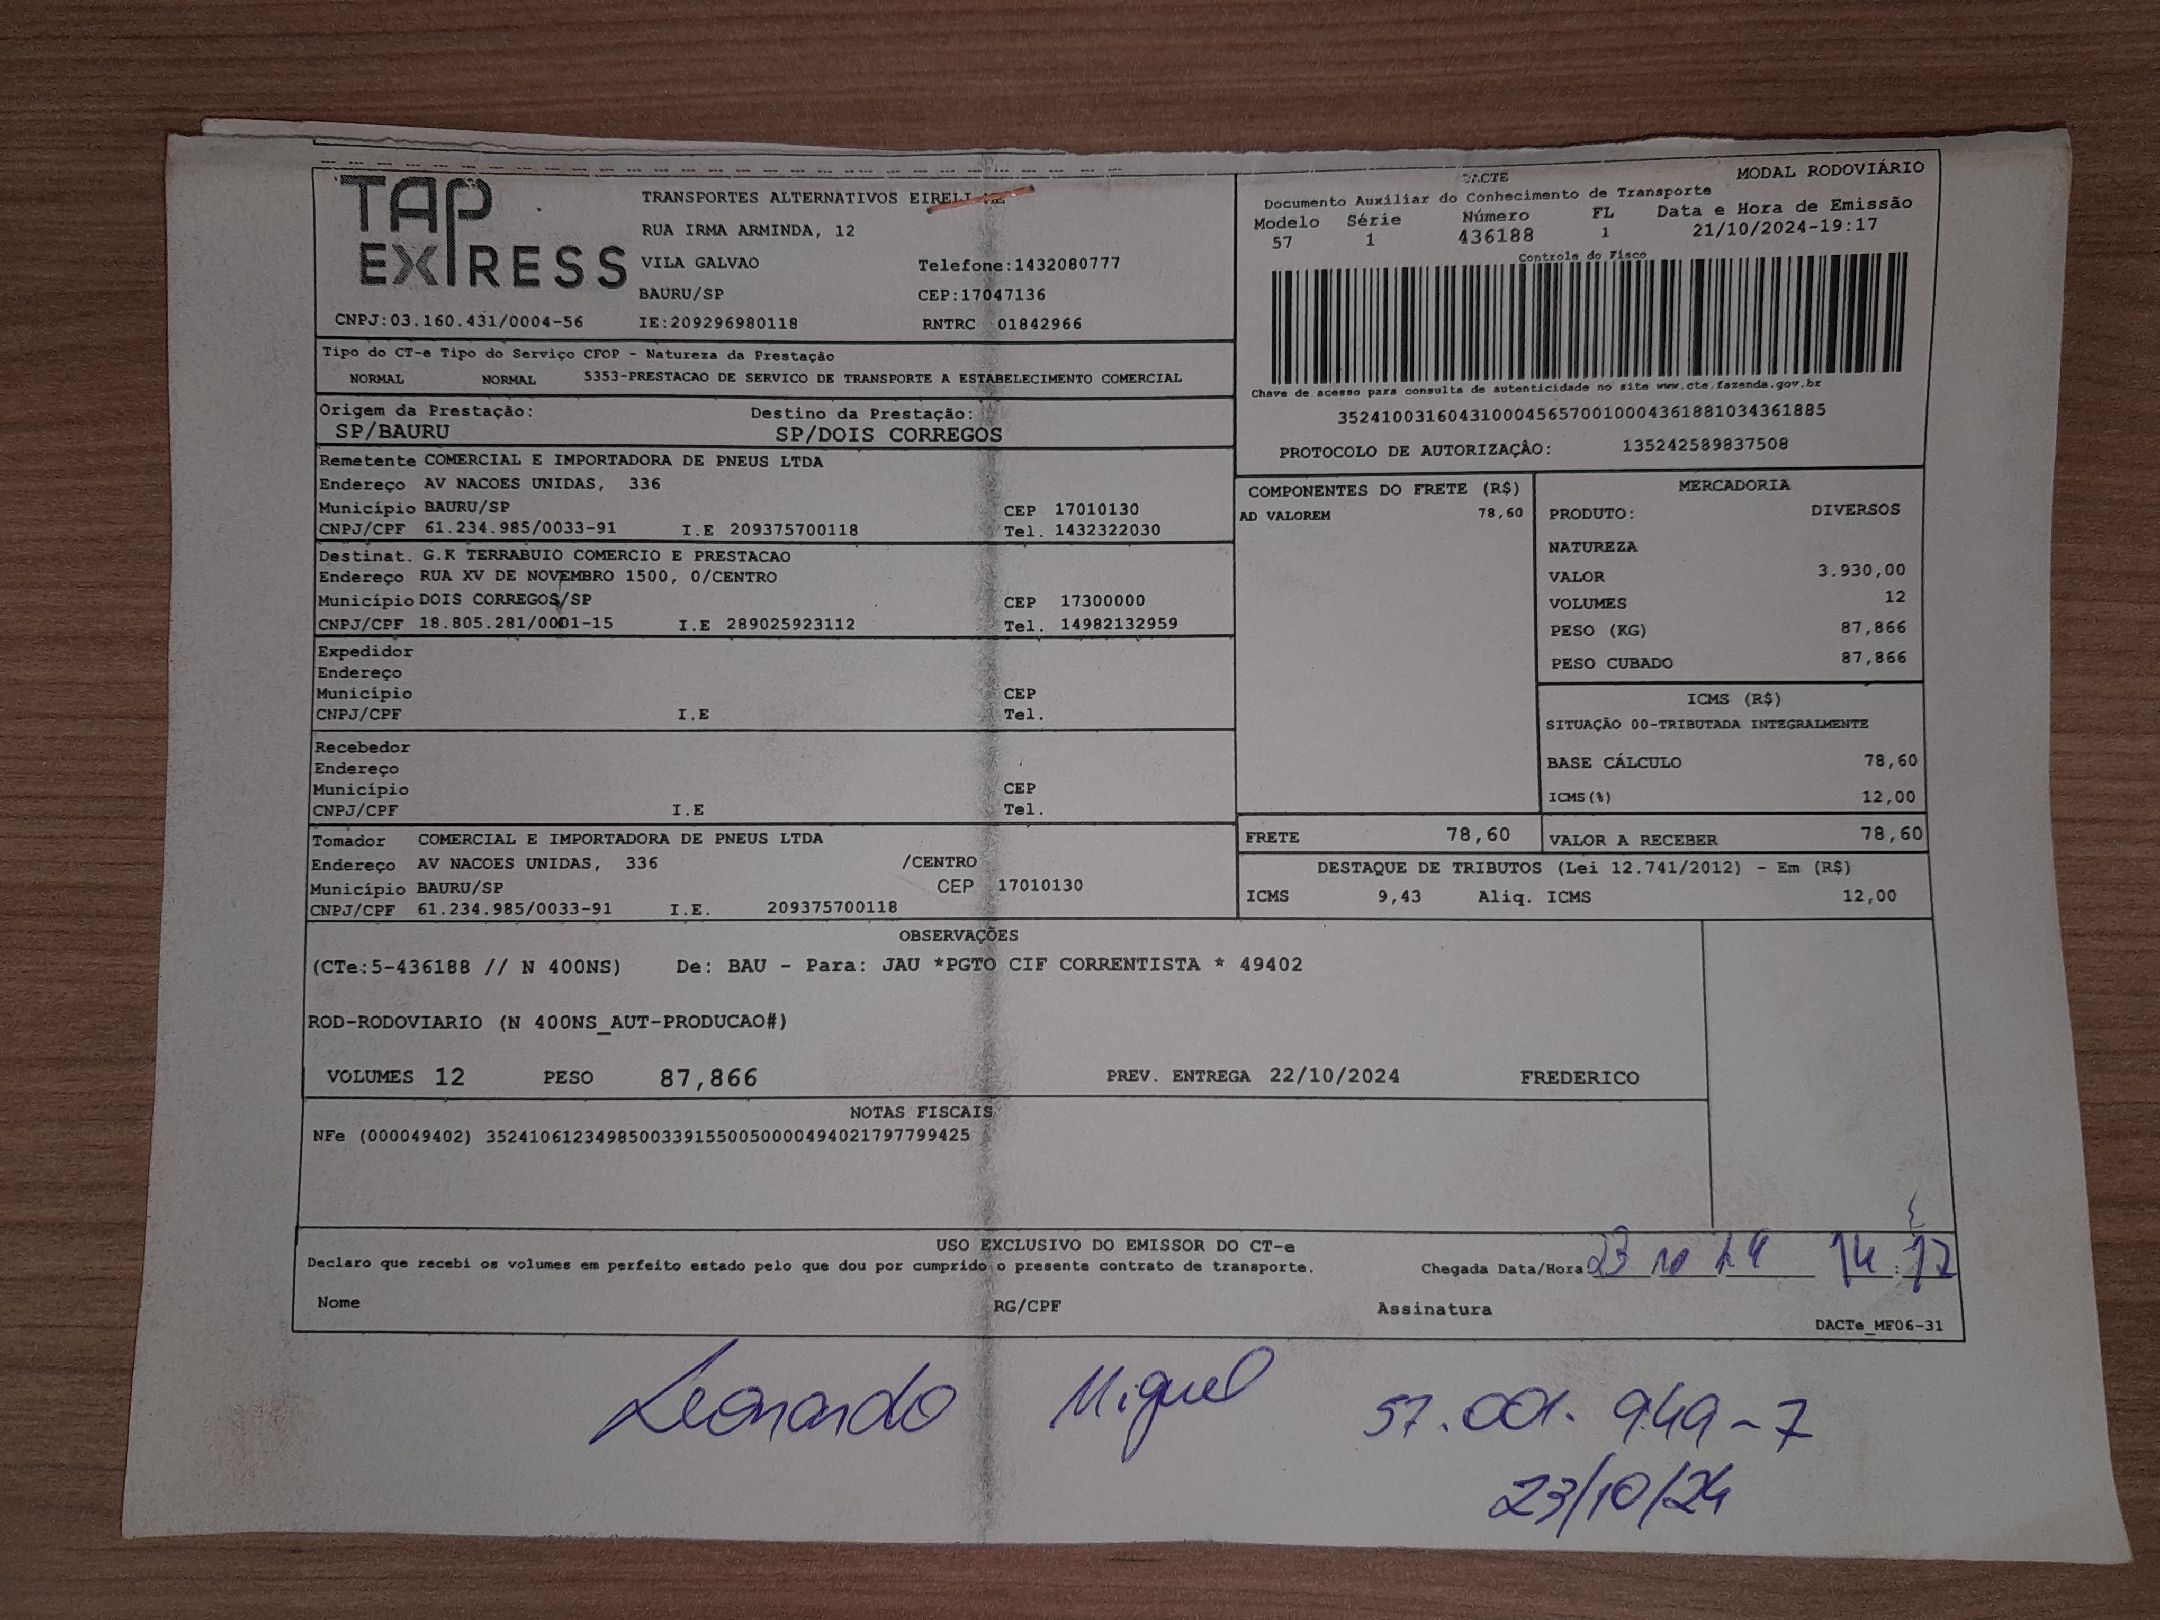 TAP EXPRESS
TRANSPORTES ALTERNATIVOS EIRELI
RUA IRMA ARMINDA, 12
VILA GALVAO Telefone:1432080777
BAURU/SP CEP:17047136
CNPJ:03.160.431/0004-56 IE:209296980118 RNTRC 01842966
DACTE MODAL RODOVIÁRIO
Documento Auxiliar do Conhecimento de Transporte
Modelo Série Número FL Data e Hora de Emissão
57 1 436188 1 21/10/2024-19:17
Controle do Fisco
Chave de acesso para consulta de autenticidade no site www.cte.fazenda.gov.br
35241003160431000456570010004361881034361885
PROTOCOLO DE AUTORIZAÇÂO: 135242589837508
Tipo do CT-e Tipo do Serviço CFOP - Natureza da Prestação
NORMAL NORMAL 5353-PRESTACAO DE SERVICO DE TRANSPORTE A ESTABELECIMENTO COMERCIAL
Origem da Prestação: Destino da Prestação:
SP/BAURU SP/DOIS CORREGOS
Remetente COMERCIAL E IMPORTADORA DE PNEUS LTDA
Endereço AV NACOES UNIDAS, 336
Município BAURU/SP CEP 17010130
CNPJ/CPF 61.234.985/0033-91 I.E 209375700118 Tel. 1432322030
Destinat. G.K TERRABUIO COMERCIO E PRESTACAO
Endereço RUA XV DE NOVEMBRO 1500, 0/CENTRO
Município DOIS CORREGOS/SP CEP 17300000
CNPJ/CPF 18.805.281/0001-15 I.E 289025923112 Tel. 14982132959
Expedidor
Endereço
Município CEP
CNPJ/CPF I.E Tel.
Recebedor
Endereço
Município CEP
CNPJ/CPF I.E Tel.
Tomador COMERCIAL E IMPORTADORA DE PNEUS LTDA
Endereço AV NACOES UNIDAS, 336 /CENTRO
Município BAURU/SP CEP 17010130
CNPJ/CPF 61.234.985/0033-91 I.E. 209375700118
COMPONENTES DO FRETE (R$)
AD VALOREM 78,60
MERCADORIA
PRODUTO: DIVERSOS
NATUREZA
VALOR 3.930,00
VOLUMES 12
PESO (KG) 87,866
PESO CUBADO 87,866
ICMS (R$)
SITUAÇÃO 00-TRIBUTADA INTEGRALMENTE
BASE CÁLCULO 78,60
ICMS(%) 12,00
FRETE 78,60 VALOR A RECEBER 78,60
DESTAQUE DE TRIBUTOS (Lei 12.741/2012) - Em (R$)
ICMS 9,43 Aliq. ICMS 12,00
OBSERVAÇÕES
(CTe:5-436188 // N 400NS) De: BAU - Para: JAU *PGTO CIF CORRENTISTA * 49402
ROD-RODOVIARIO (N 400NS_AUT-PRODUCAO#)
VOLUMES 12 PESO 87,866 PREV. ENTREGA 22/10/2024 FREDERICO
NOTAS FISCAIS
NFe (000049402) 35241061234985003391550050000494021797799425
USO EXCLUSIVO DO EMISSOR DO CT-e
Declaro que recebi os volumes em perfeito estado pelo que dou por cumprido o presente contrato de transporte. Chegada Data/Hora 23 10 24 14:12
Nome RG/CPF Assinatura
DACTe_MF06-31
Leonardo Miguel 57.001.949-7
23/10/24